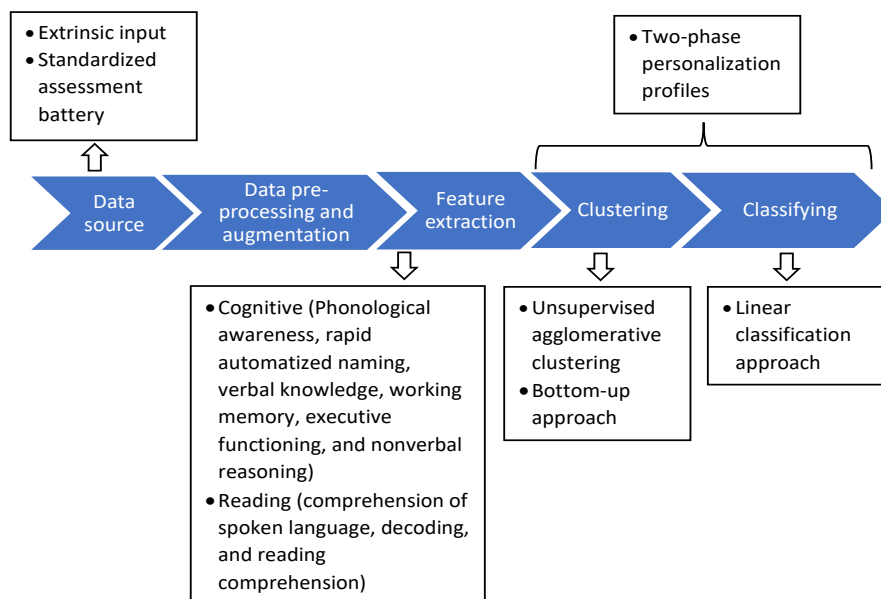 • Extrinsic input
• Standardized
assessment
battery
• Two-phase
personalization
profiles
Data
source
Data pre-
processing and
augmentation
Feature
extraction
Clustering
Classifying
• Cognitive (Phonological
awareness, rapid
automatized naming,
verbal knowledge, working
memory, executive
functioning, and nonverbal
reasoning)
• Reading (comprehension of
spoken language, decoding,
and reading
comprehension)
• Unsupervised
agglomerative
clustering
• Bottom-up
approach
• Linear
classification
approach